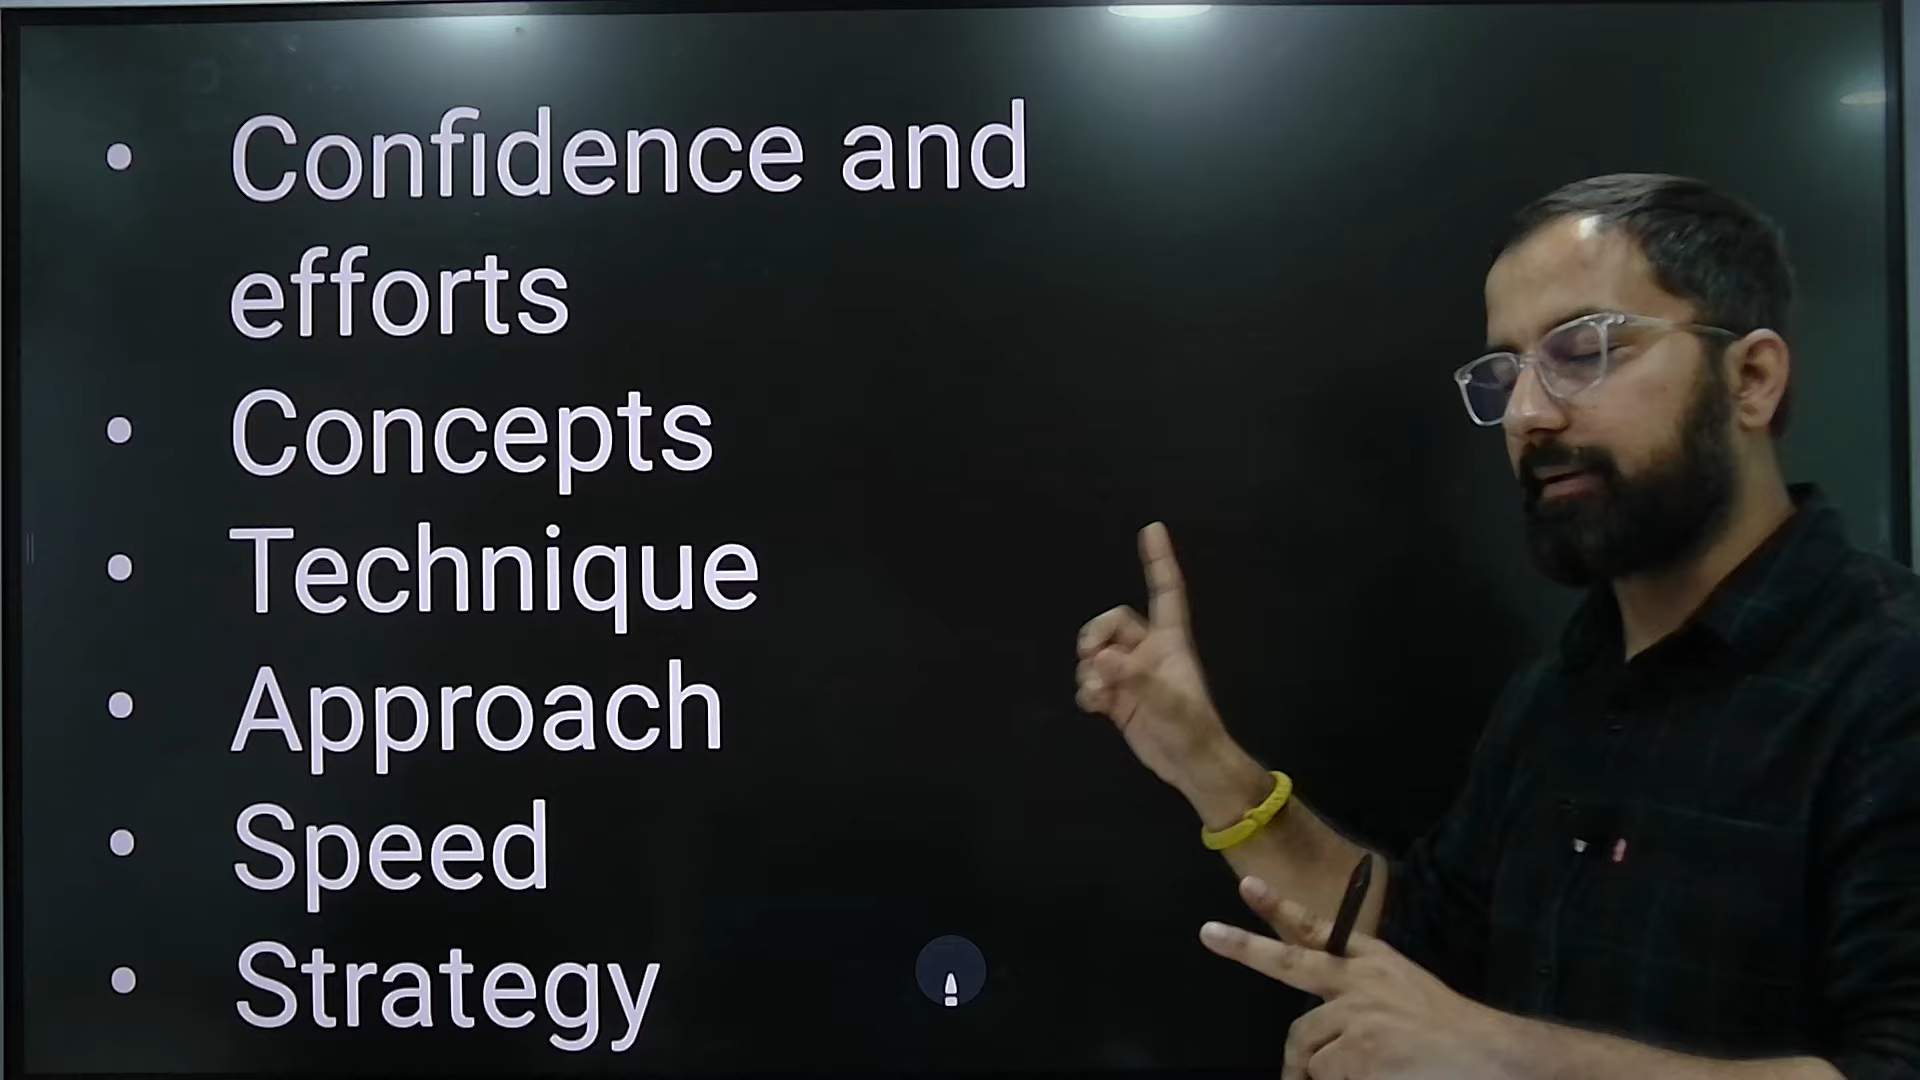 • Confidence and
efforts
• Concepts
• Technique
• Approach
• Speed
• Strategy